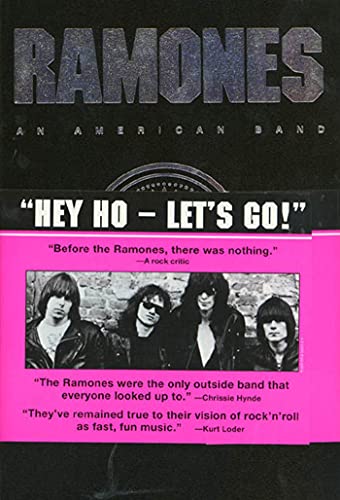 RAMONES
AN AMERICAN BAND
"HEY HO – LET'S GO!"
"Before the Ramones, there was nothing."
—A rock critic
"The Ramones were the only outside band that
everyone looked up to." —Chrissie Hynde
"They've remained true to their vision of rock'n'roll
as fast, fun music." —Kurt Loder